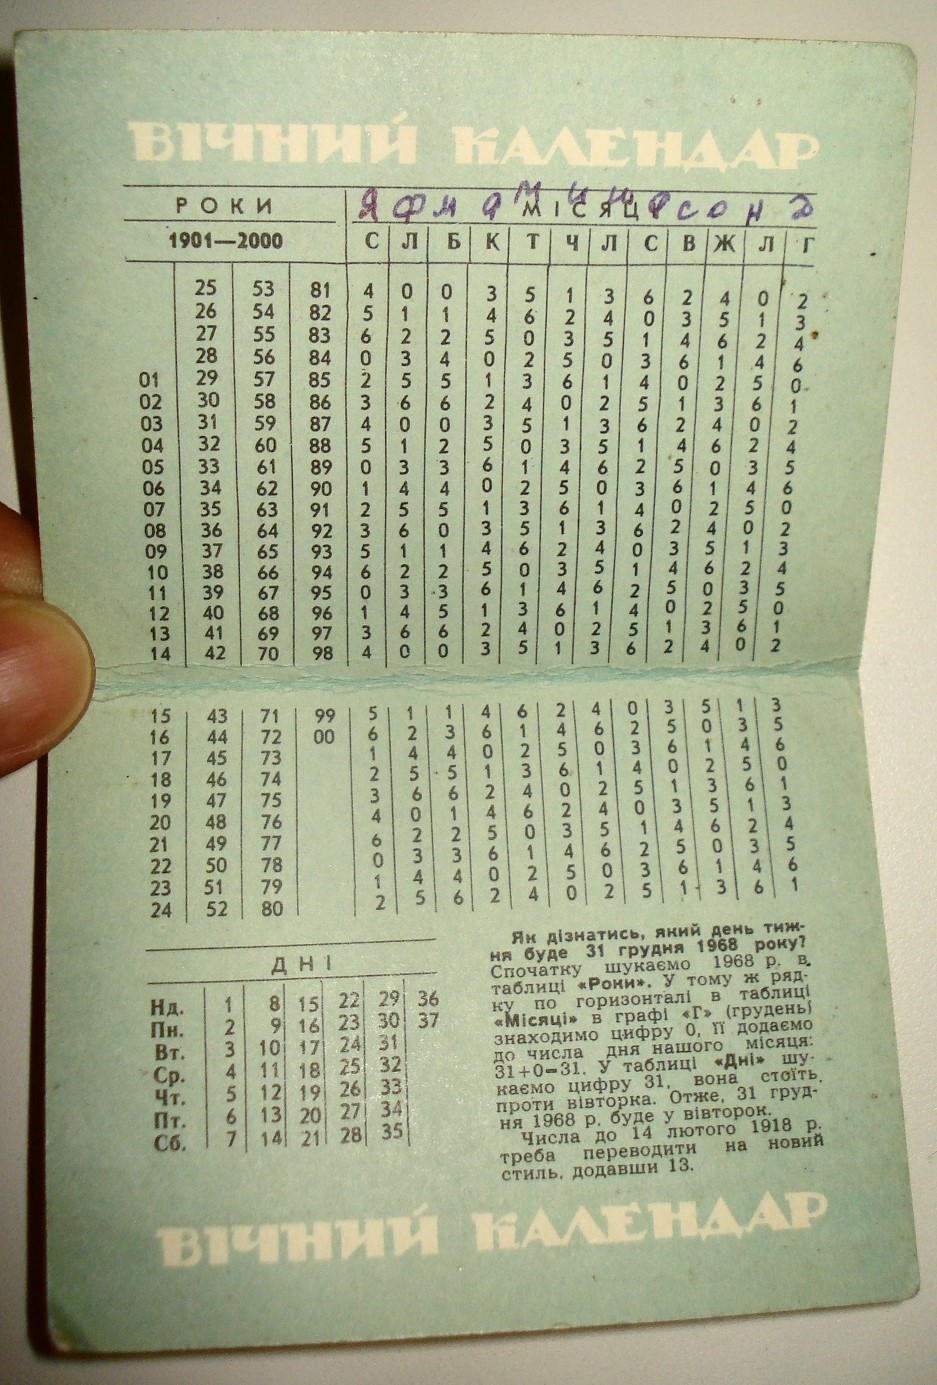 ВІЧНИЙ КАЛЕНДАР
РОКИ МІСЯЦІ
Я Ф М А М И И А С О Н Д
1901—2000 С Л Б К Т Ч Л С В Ж Л Г
25 53 81 4 0 0 3 5 1 3 6 2 4 0 2
26 54 82 5 1 1 4 6 2 4 0 3 5 1 3
27 55 83 6 2 2 5 0 3 5 1 4 6 2 4
28 56 84 0 3 4 0 2 5 0 3 6 1 4 6
01 29 57 85 2 5 5 1 3 6 1 4 0 2 5 0
02 30 58 86 3 6 6 2 4 0 2 5 1 3 6 1
03 31 59 87 4 0 0 3 5 1 3 6 2 4 0 2
04 32 60 88 5 1 2 5 0 3 5 1 4 6 2 4
05 33 61 89 0 3 3 6 1 4 6 2 5 0 3 5
06 34 62 90 1 4 4 0 2 5 0 3 6 1 4 6
07 35 63 91 2 5 5 1 3 6 1 4 0 2 5 0
08 36 64 92 3 6 0 3 5 1 3 6 2 4 0 2
09 37 65 93 5 1 1 4 6 2 4 0 3 5 1 3
10 38 66 94 6 2 2 5 0 3 5 1 4 6 2 4
11 39 67 95 0 3 3 6 1 4 6 2 5 0 3 5
12 40 68 96 1 4 5 1 3 6 1 4 0 2 5 0
13 41 69 97 3 6 6 2 4 0 2 5 1 3 6 1
14 42 70 98 4 0 0 3 5 1 3 6 2 4 0 2
15 43 71 99 5 1 1 4 6 2 4 0 3 5 1 3
16 44 72 00 6 2 3 6 1 4 6 2 5 0 3 5
17 45 73 1 4 4 0 2 5 0 3 6 1 4 6
18 46 74 2 5 5 1 3 6 1 4 0 2 5 0
19 47 75 3 6 6 2 4 0 2 5 1 3 6 1
20 48 76 4 0 1 4 6 2 4 0 3 5 1 3
21 49 77 6 2 2 5 0 3 5 1 4 6 2 4
22 50 78 0 3 3 6 1 4 6 2 5 0 3 5
23 51 79 1 4 4 0 2 5 0 3 6 1 4 6
24 52 80 2 5 6 2 4 0 2 5 1 3 6 1
ДНІ
Нд. 1 8 15 22 29 36
Пн. 2 9 16 23 30 37
Вт. 3 10 17 24 31
Ср. 4 11 18 25 32
Чт. 5 12 19 26 33
Пт. 6 13 20 27 34
Сб. 7 14 21 28 35
Як дізнатись, який день тиж-
ня буде 31 грудня 1968 року?
Спочатку шукаємо 1968 р. в
таблиці «Роки». У тому ж ряд-
ку по горизонталі в таблиці
«Місяці» в графі «Г» (грудень)
знаходимо цифру 0, її додаємо
до числа дня нашого місяця:
31+0=31. У таблиці «Дні» шу-
каємо цифру 31, вона стоїть
проти вівторка. Отже, 31 груд-
ня 1968 р. буде у вівторок.
Числа до 14 лютого 1918 р.
треба переводити на новий
стиль, додавши 13.
ВІЧНИЙ КАЛЕНДАР